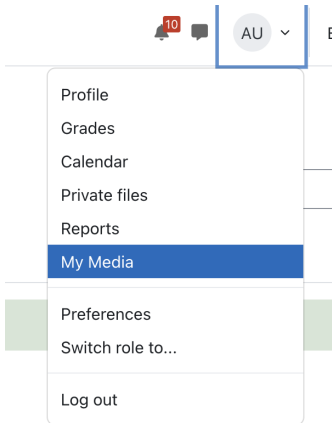 10
AU
Profile
Grades
Calendar
Private files
Reports
My Media
Preferences
Switch role to...
Log out